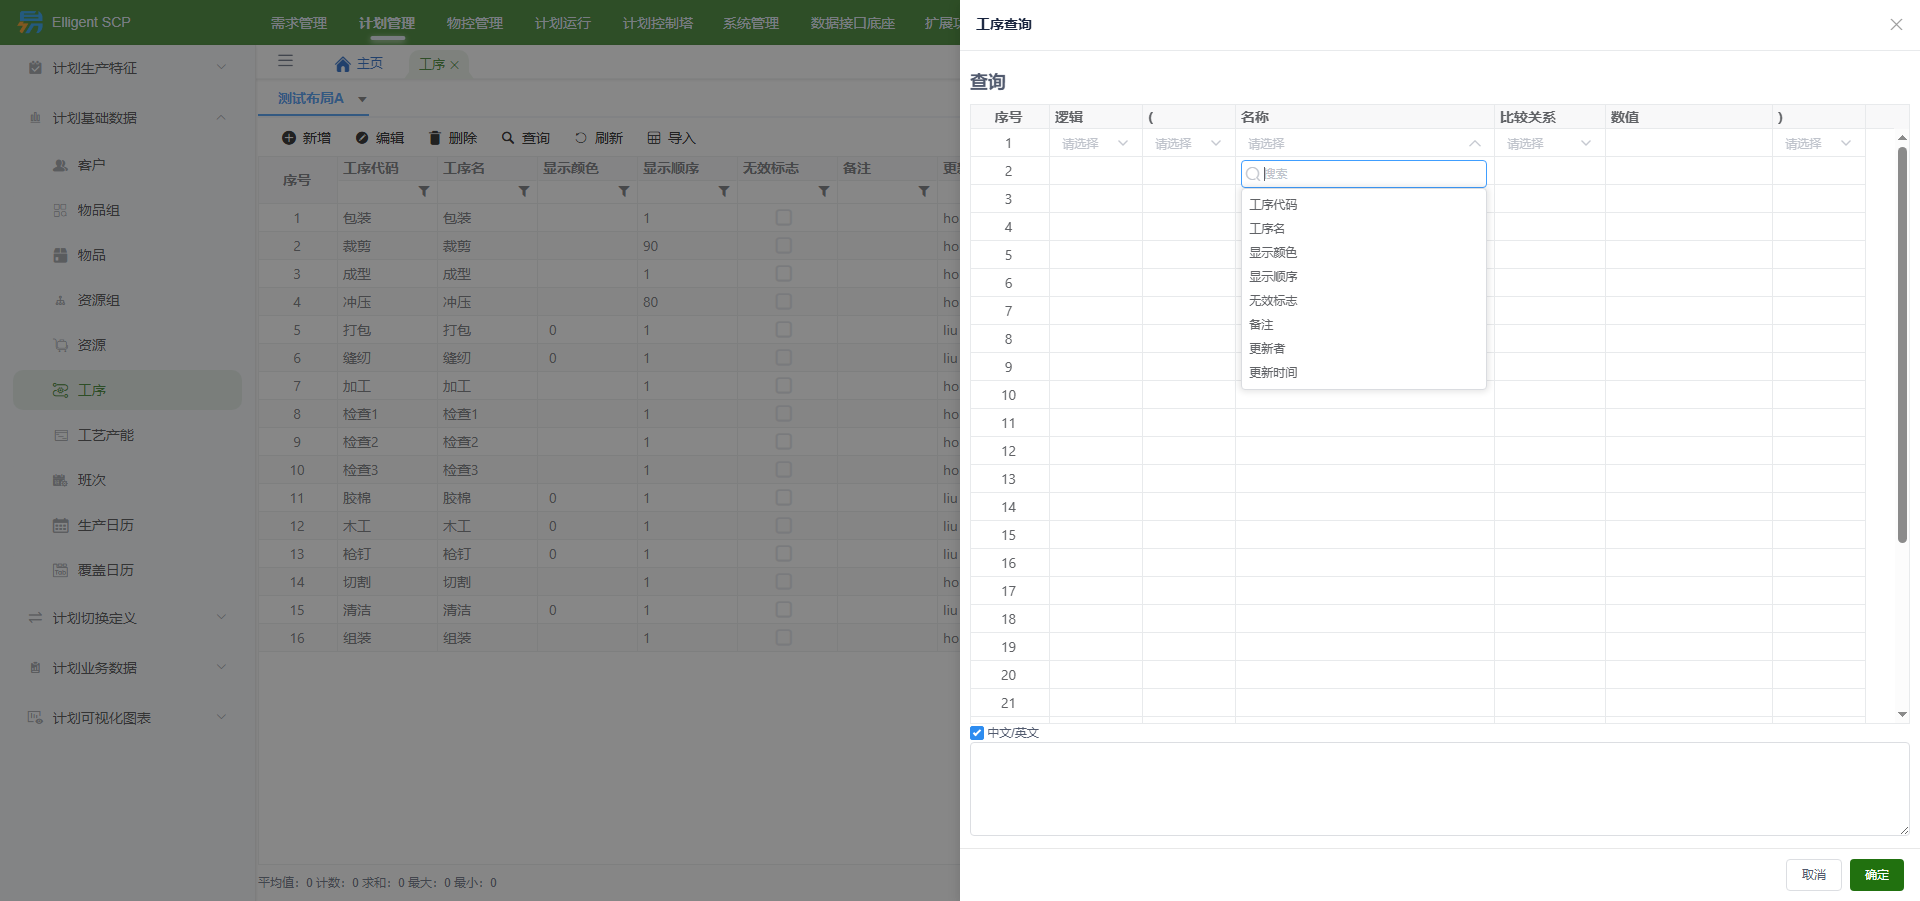 Elligent SCP
需求管理 计划管理 物控管理 计划运行 计划控制塔 系统管理 数据接口底座
计划生产特征
计划基础数据
客户
物品组
物品
资源组
资源
工序
工艺产能
班次
生产日历
覆盖日历
计划切换定义
计划业务数据
计划可视化图表
主页 工序
测试布局A
新增 编辑 删除 查询 刷新 导入
序号 工序代码 工序名 显示颜色 显示顺序 无效标志 备注 更
1 包装 包装 1 ho
2 裁剪 裁剪 90 ho
3 成型 成型 1 ho
4 冲压 冲压 80 ho
5 打包 打包 0 1 liu
6 缝纫 缝纫 0 1 liu
7 加工 加工 1 ho
8 检查1 检查1 1 ho
9 检查2 检查2 1 ho
10 检查3 检查3 1 ho
11 胶棉 胶棉 0 1 liu
12 木工 木工 0 1 liu
13 枪钉 枪钉 0 1 liu
14 切割 切割 1 ho
15 清洁 清洁 0 1 liu
16 组装 组装 1 ho
平均值：0 计数：0 求和：0 最大：0 最小：0
工序查询
查询
序号 逻辑 ( 名称 比较关系 数值 )
1 请选择 请选择 请选择 请选择 请选择
2
3
4
5
6
7
8
9
10
11
12
13
14
15
16
17
18
19
20
21
搜索
工序代码
工序名
显示颜色
显示顺序
无效标志
备注
更新者
更新时间
中文/英文
取消 确定